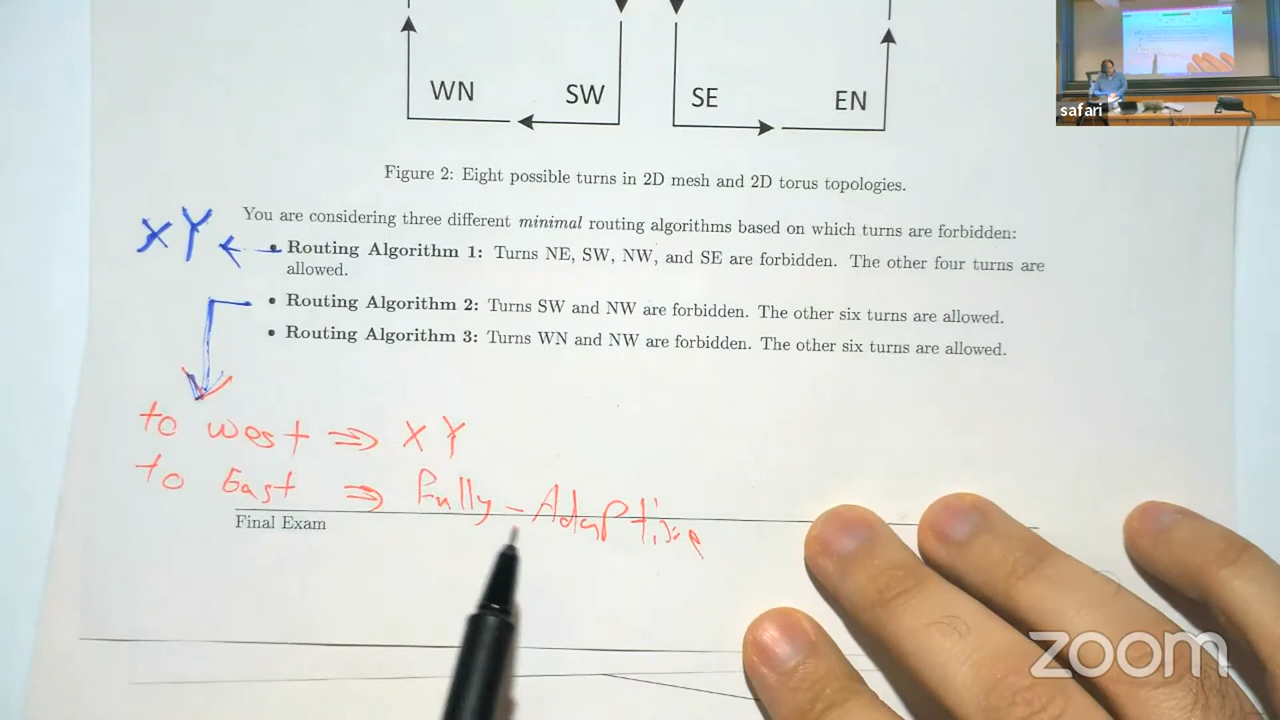 safari
WN SW SE EN
Figure 2: Eight possible turns in 2D mesh and 2D torus topologies.
You are considering three different minimal routing algorithms based on which turns are forbidden:
XY ← • Routing Algorithm 1: Turns NE, SW, NW, and SE are forbidden. The other four turns are
allowed.
• Routing Algorithm 2: Turns SW and NW are forbidden. The other six turns are allowed.
• Routing Algorithm 3: Turns WN and NW are forbidden. The other six turns are allowed.
to west ⇒ XY
to East ⇒ Fully-Adaptive
Final Exam
zoom